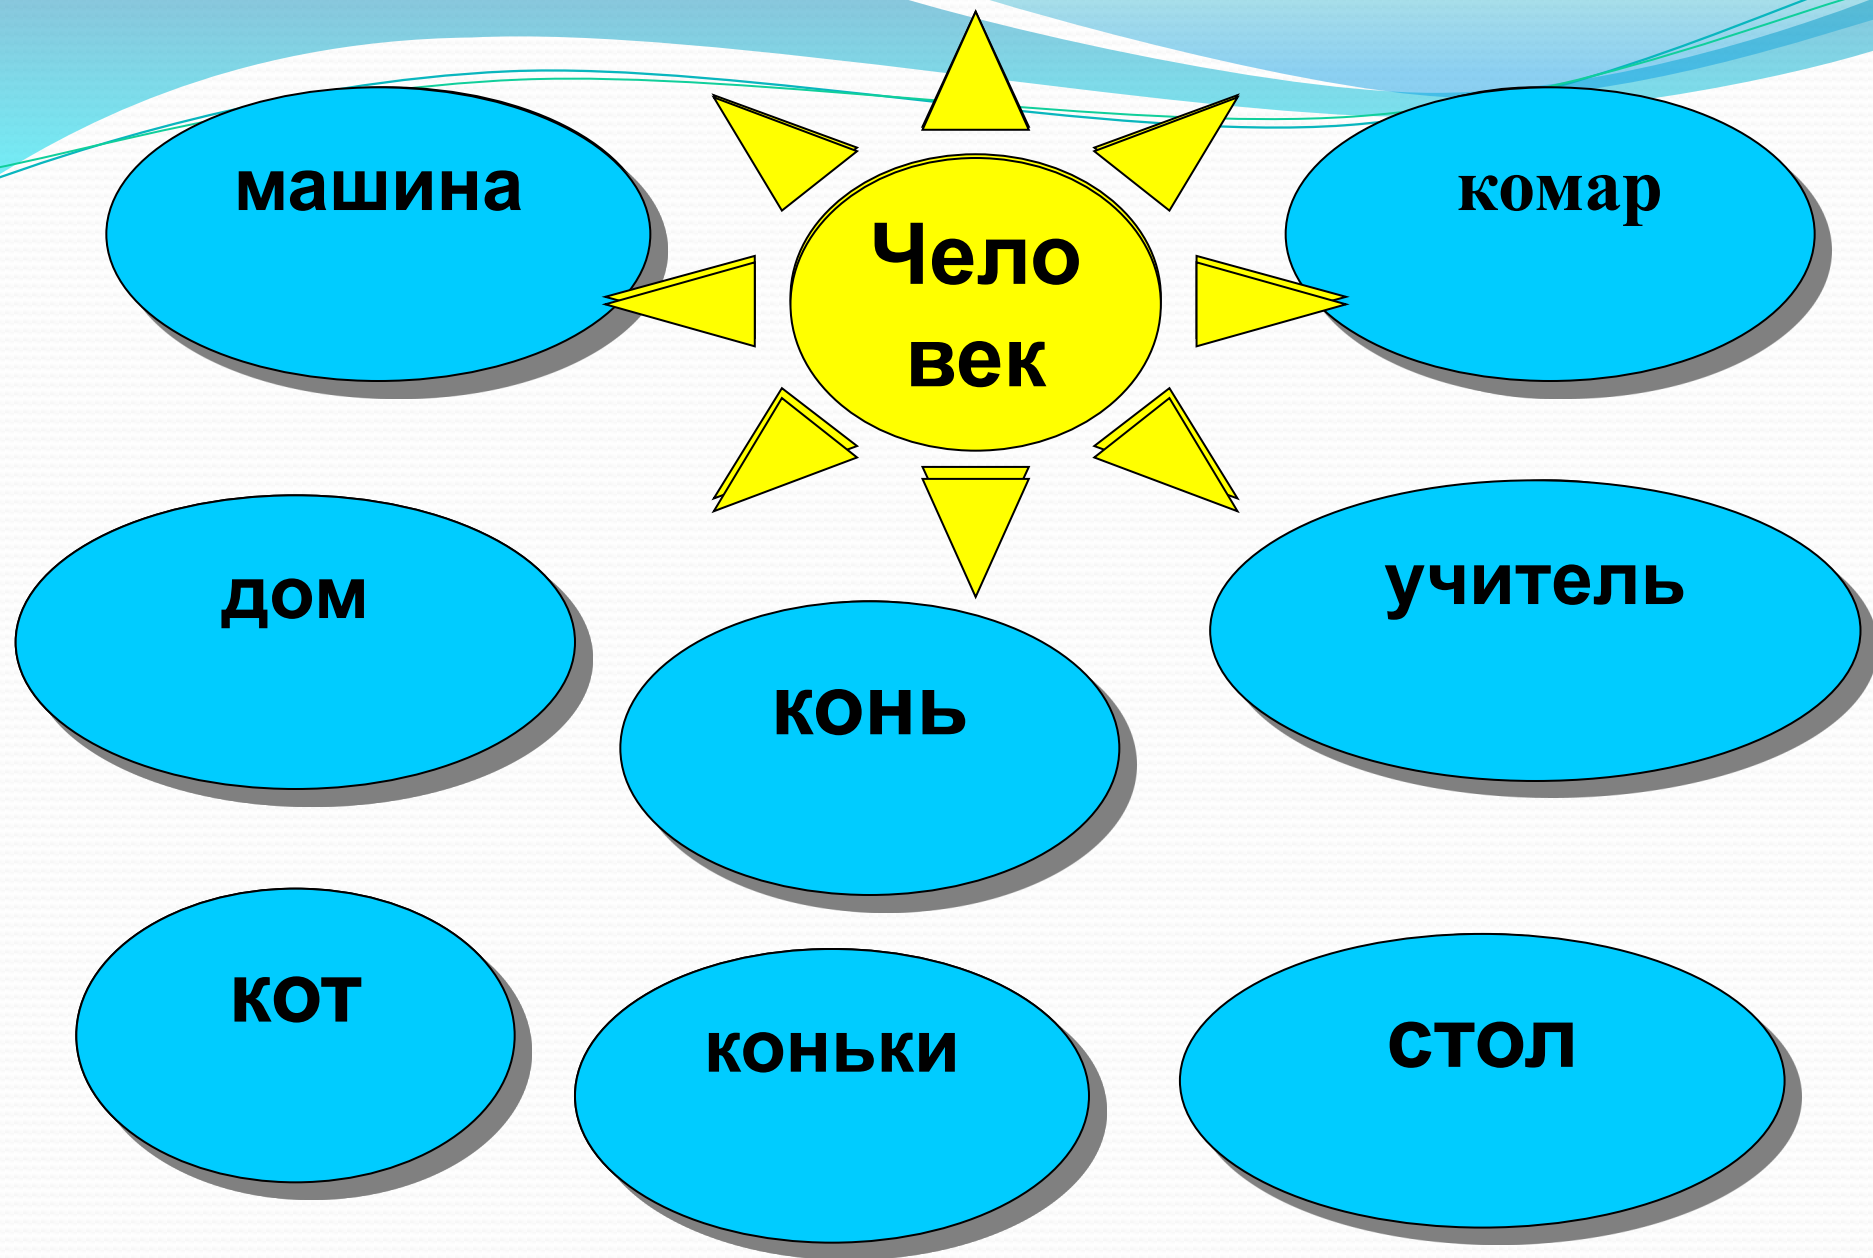 машина
Чело
век
комар
дом
конь
учитель
кот
коньки
стол